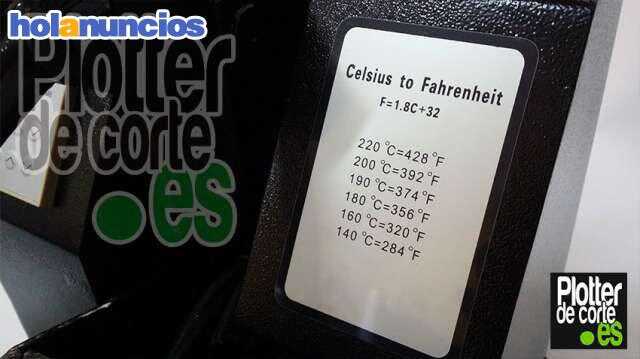 holanuncios
Plotter
de corte
.es
Celsius to Fahrenheit
F=1.8C+32
220 °C=428 °F
200 °C=392 °F
190 °C=374 °F
180 °C=356 °F
160 °C=320 °F
140 °C=284 °F
Plotter
de corte
.es